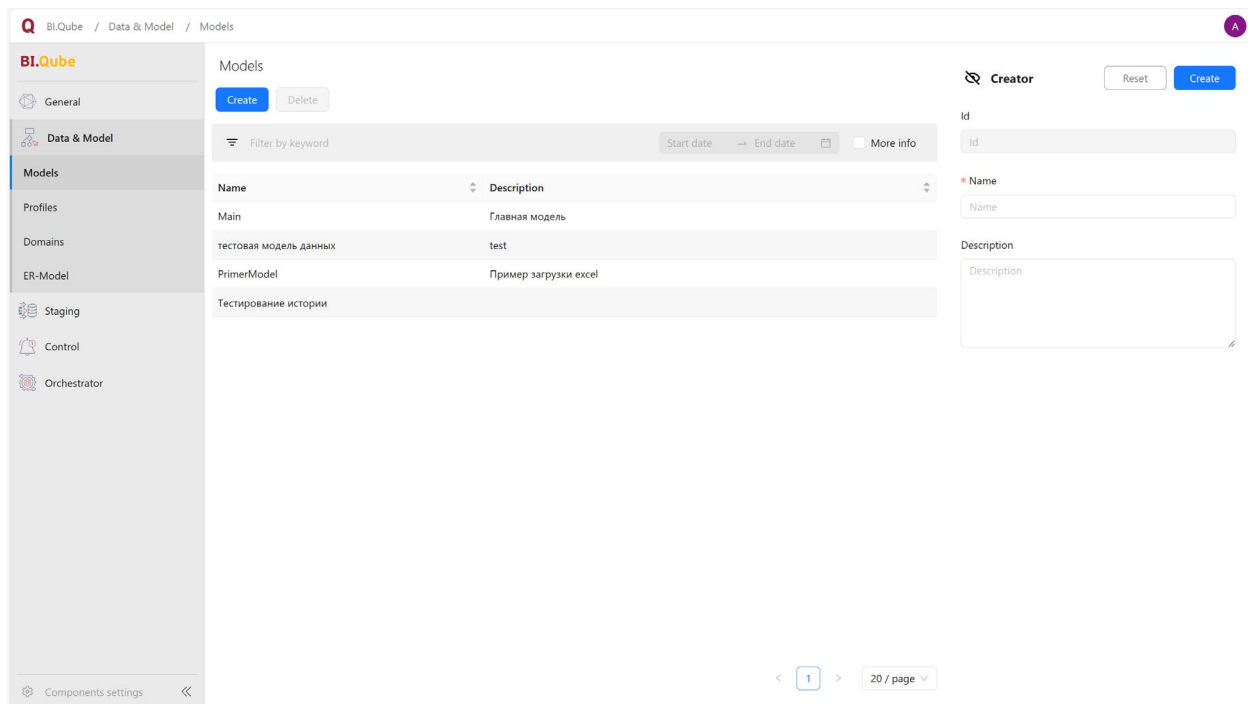 Q BI.Qube / Data & Model / Models
A
BI.Qube
General
Data & Model
Models
Profiles
Domains
ER-Model
Staging
Control
Orchestrator
Components settings
Models
Create Delete
Filter by keyword Start date → End date More info
Name Description
Main Главная модель
тестовая модель данных test
PrimerModel Пример загрузки excel
Тестирование истории
< 1 > 20 / page
Creator Reset Create
Id
Id
* Name
Name
Description
Description